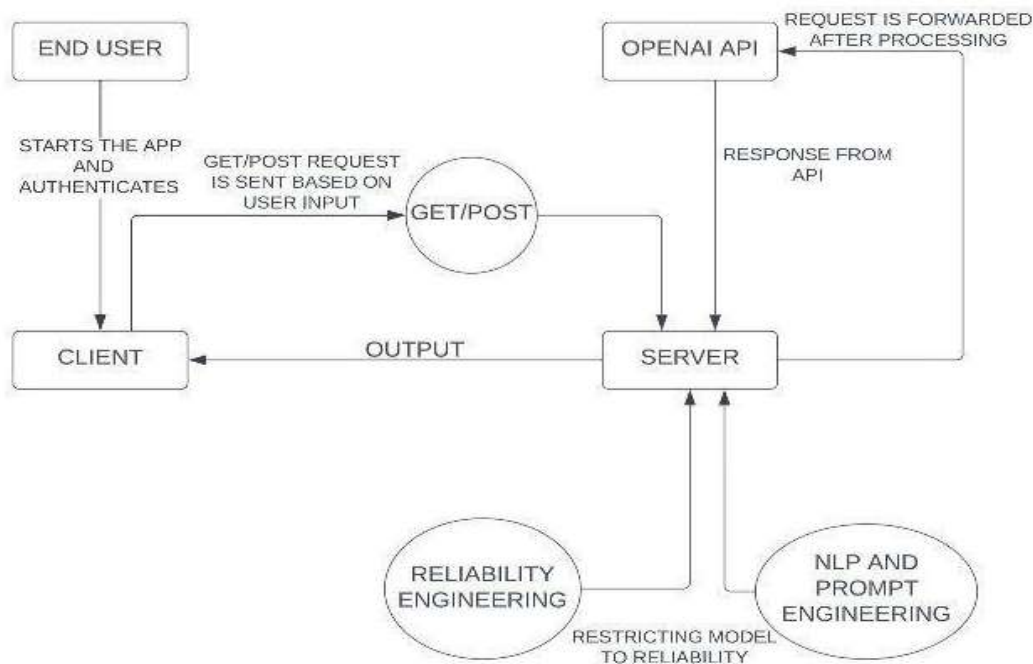 END USER
OPENAI API
REQUEST IS FORWARDED
AFTER PROCESSING
STARTS THE APP
AND
AUTHENTICATES
GET/POST REQUEST
IS SENT BASED ON
USER INPUT
GET/POST
RESPONSE FROM
API
CLIENT
OUTPUT
SERVER
RELIABILITY
ENGINEERING
NLP AND
PROMPT
ENGINEERING
RESTRICTING MODEL
TO RELIABILITY